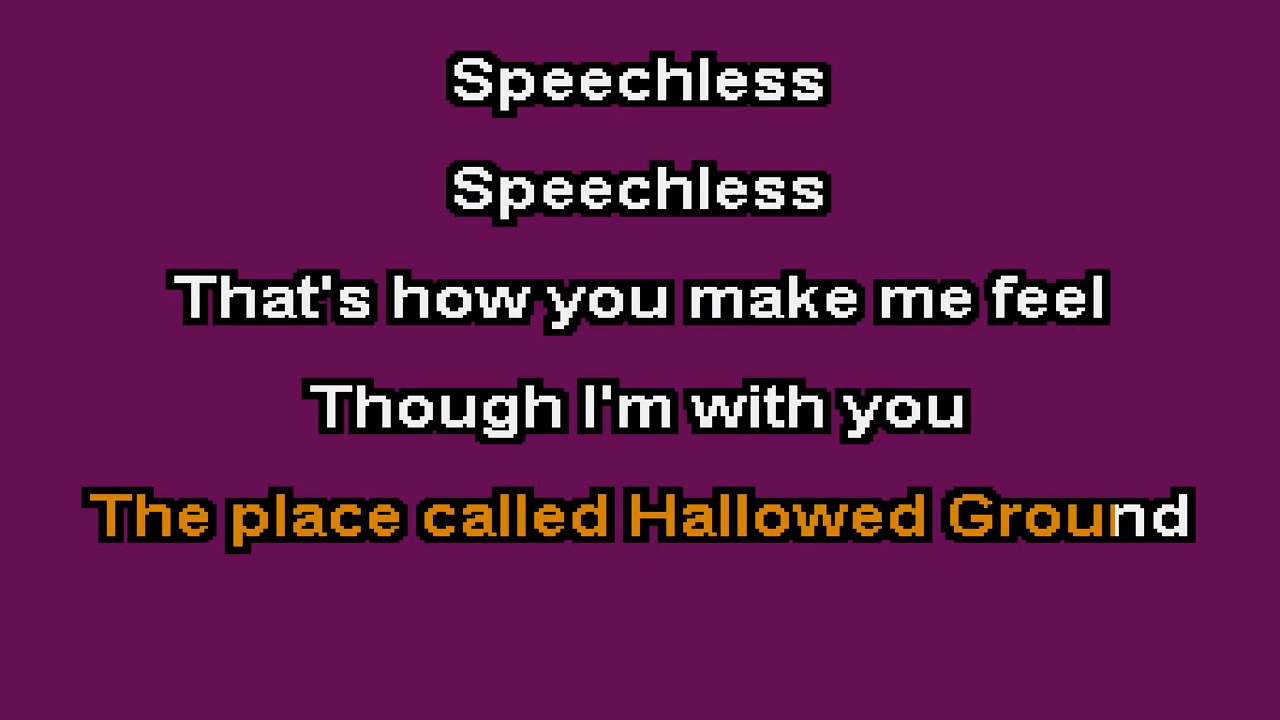 Speechless
Speechless
That's how you make me feel
Though I'm with you
The place called Hallowed Ground